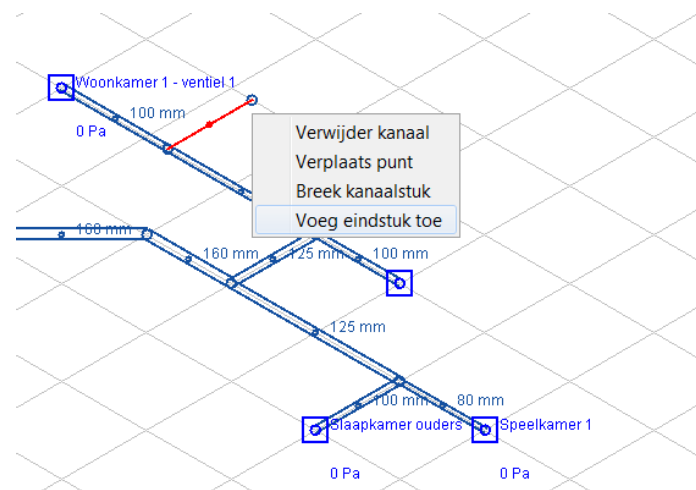 Woonkamer 1 - ventiel 1
100 mm
0 Pa
Verwijder kanaal
Verplaats punt
Breek kanaalstuk
Voeg eindstuk toe
160 mm
160 mm
125 mm
100 mm
125 mm
100 mm
80 mm
Slaapkamer ouders
Speelkamer 1
0 Pa
0 Pa